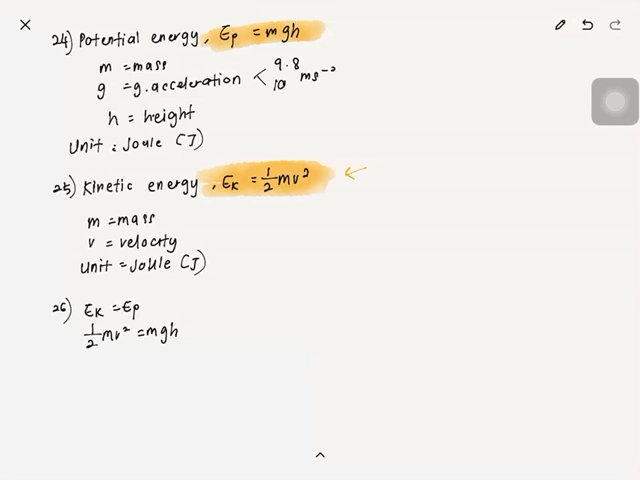 24) Potential energy, Ep = mgh
m = mass
g = g. acceleration < 9.8 10 ms⁻²
h = height
Unit : Joule (J)
25) Kinetic energy, EK = 1/2 mv²
m = mass
v = velocity
Unit = Joule (J)
26) EK = Ep
1/2 mv² = mgh